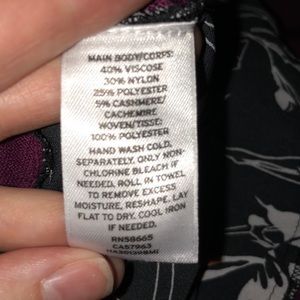 MAIN BODY/CORPS:
40% VISCOSE
30% NYLON
25% POLYESTER
5% CASHMERE/
CACHEMIRE
WOVEN/TISSE:
100% POLYESTER
HAND WASH COLD,
SEPARATELY. ONLY NON-
CHLORINE BLEACH IF
NEEDED. ROLL IN TOWEL
TO REMOVE EXCESS
MOISTURE, RESHAPE, LAY
FLAT TO DRY. COOL IRON
IF NEEDED.
RN58665
CA57963